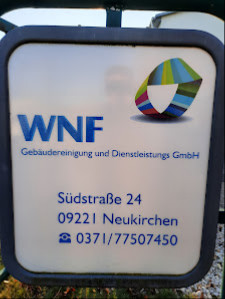 WNF
Gebäudereinigung und Dienstleistungs GmbH
Südstraße 24
09221 Neukirchen
☎ 0371/77507450